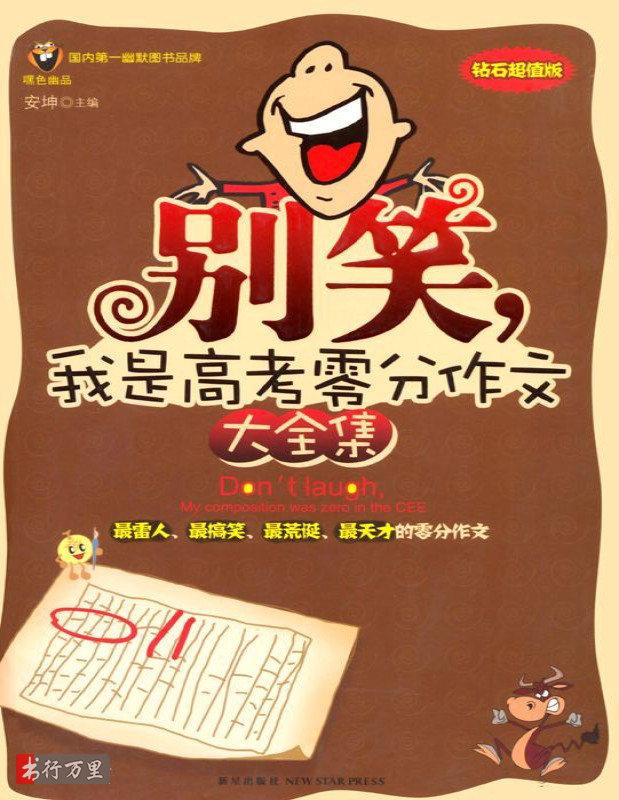 国内第一幽默图书品牌
嘿色幽品
安坤◎主编
钻石超值版
别笑,
我是高考零分作文
大全集
Don't laugh,
My composition was zero in the CEE
最雷人、最搞笑、最荒诞、最天才的零分作文
书行万里
新星出版社 NEW STAR PRESS